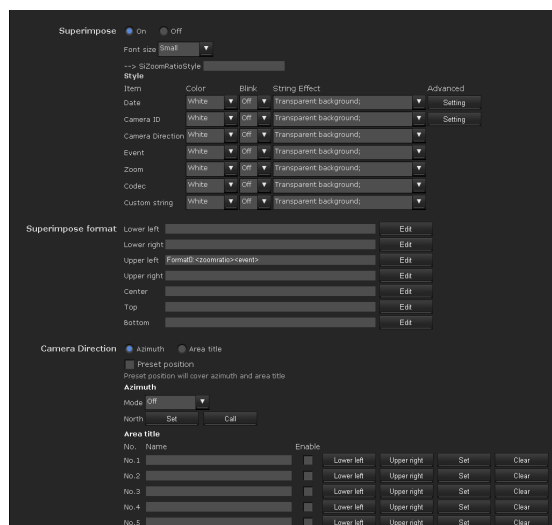 Superimpose On Off
Font size Small
--> SiZoomRatioStyle
Style
Item Color Blink String Effect Advanced
Date White Off Transparent background; Setting
Camera ID White Off Transparent background; Setting
Camera Direction White Off Transparent background;
Event White Off Transparent background;
Zoom White Off Transparent background;
Codec White Off Transparent background;
Custom string White Off Transparent background;
Superimpose format Lower left Edit
Lower right Edit
Upper left Format0:<zoomratio><event> Edit
Upper right Edit
Center Edit
Top Edit
Bottom Edit
Camera Direction Azimuth Area title
Preset position
Preset position will cover azimuth and area title
Azimuth
Mode Off
North Set Call
Area title
No. Name Enable
No.1 Lower left Upper right Set Clear
No.2 Lower left Upper right Set Clear
No.3 Lower left Upper right Set Clear
No.4 Lower left Upper right Set Clear
No.5 Lower left Upper right Set Clear